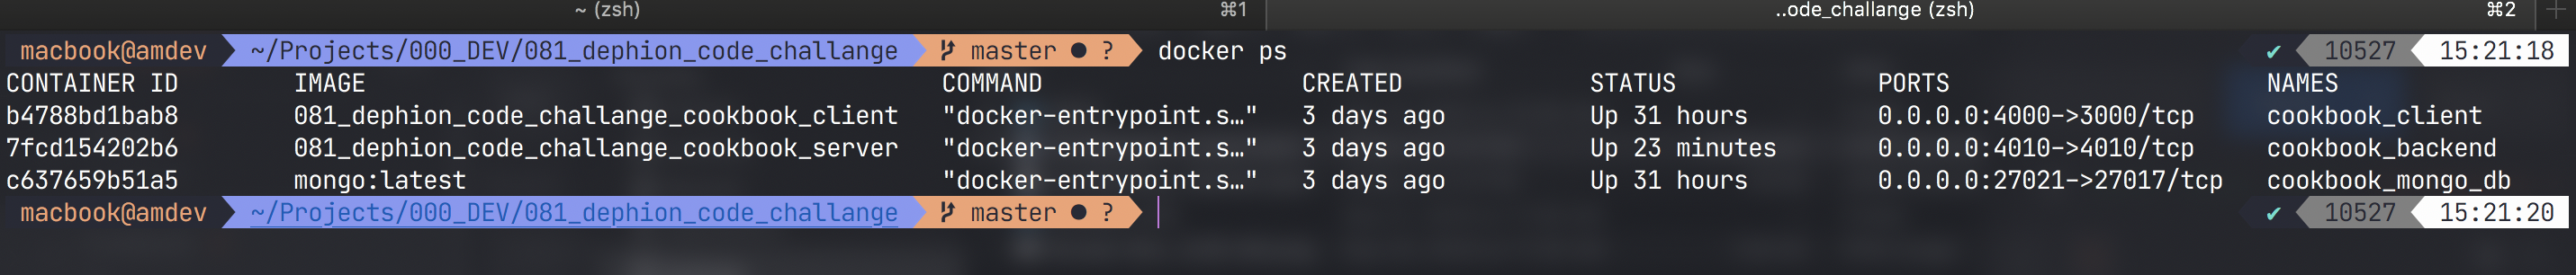 ~ (zsh) ⌘1 ..ode_challange (zsh) ⌘2 +
macbook@amdev ~/Projects/000_DEV/081_dephion_code_challange master ● ? docker ps ✔ 10527 15:21:18
CONTAINER ID IMAGE COMMAND CREATED STATUS PORTS NAMES
b4788bd1bab8 081_dephion_code_challange_cookbook_client "docker-entrypoint.s…" 3 days ago Up 31 hours 0.0.0.0:4000->3000/tcp cookbook_client
7fcd154202b6 081_dephion_code_challange_cookbook_server "docker-entrypoint.s…" 3 days ago Up 23 minutes 0.0.0.0:4010->4010/tcp cookbook_backend
c637659b51a5 mongo:latest "docker-entrypoint.s…" 3 days ago Up 31 hours 0.0.0.0:27021->27017/tcp cookbook_mongo_db
macbook@amdev ~/Projects/000_DEV/081_dephion_code_challange master ● ? ✔ 10527 15:21:20